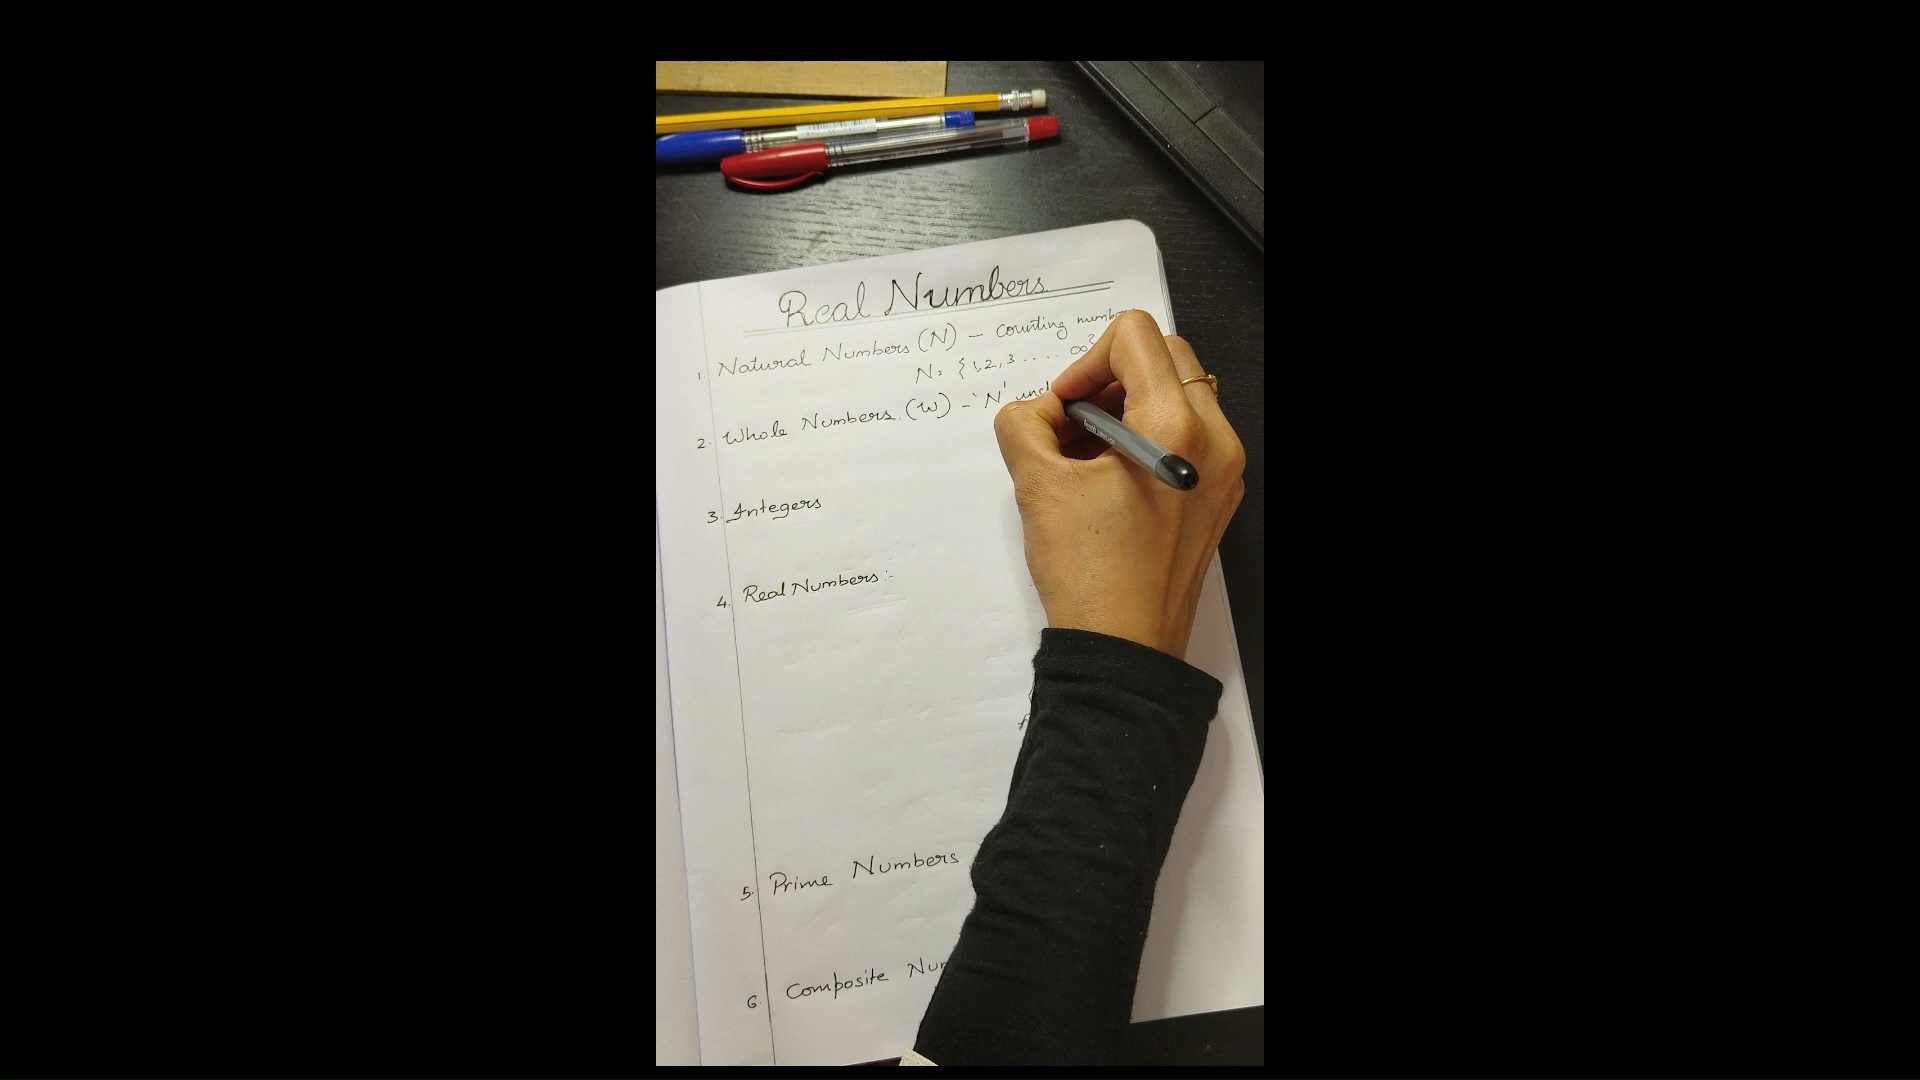 Real Numbers
1. Natural Numbers (N) - Counting numbers
N = {1, 2, 3 .... ∞}
2. Whole Numbers (W) - 'N'
3. Integers
4. Real Numbers :-
5. Prime Numbers
6. Composite